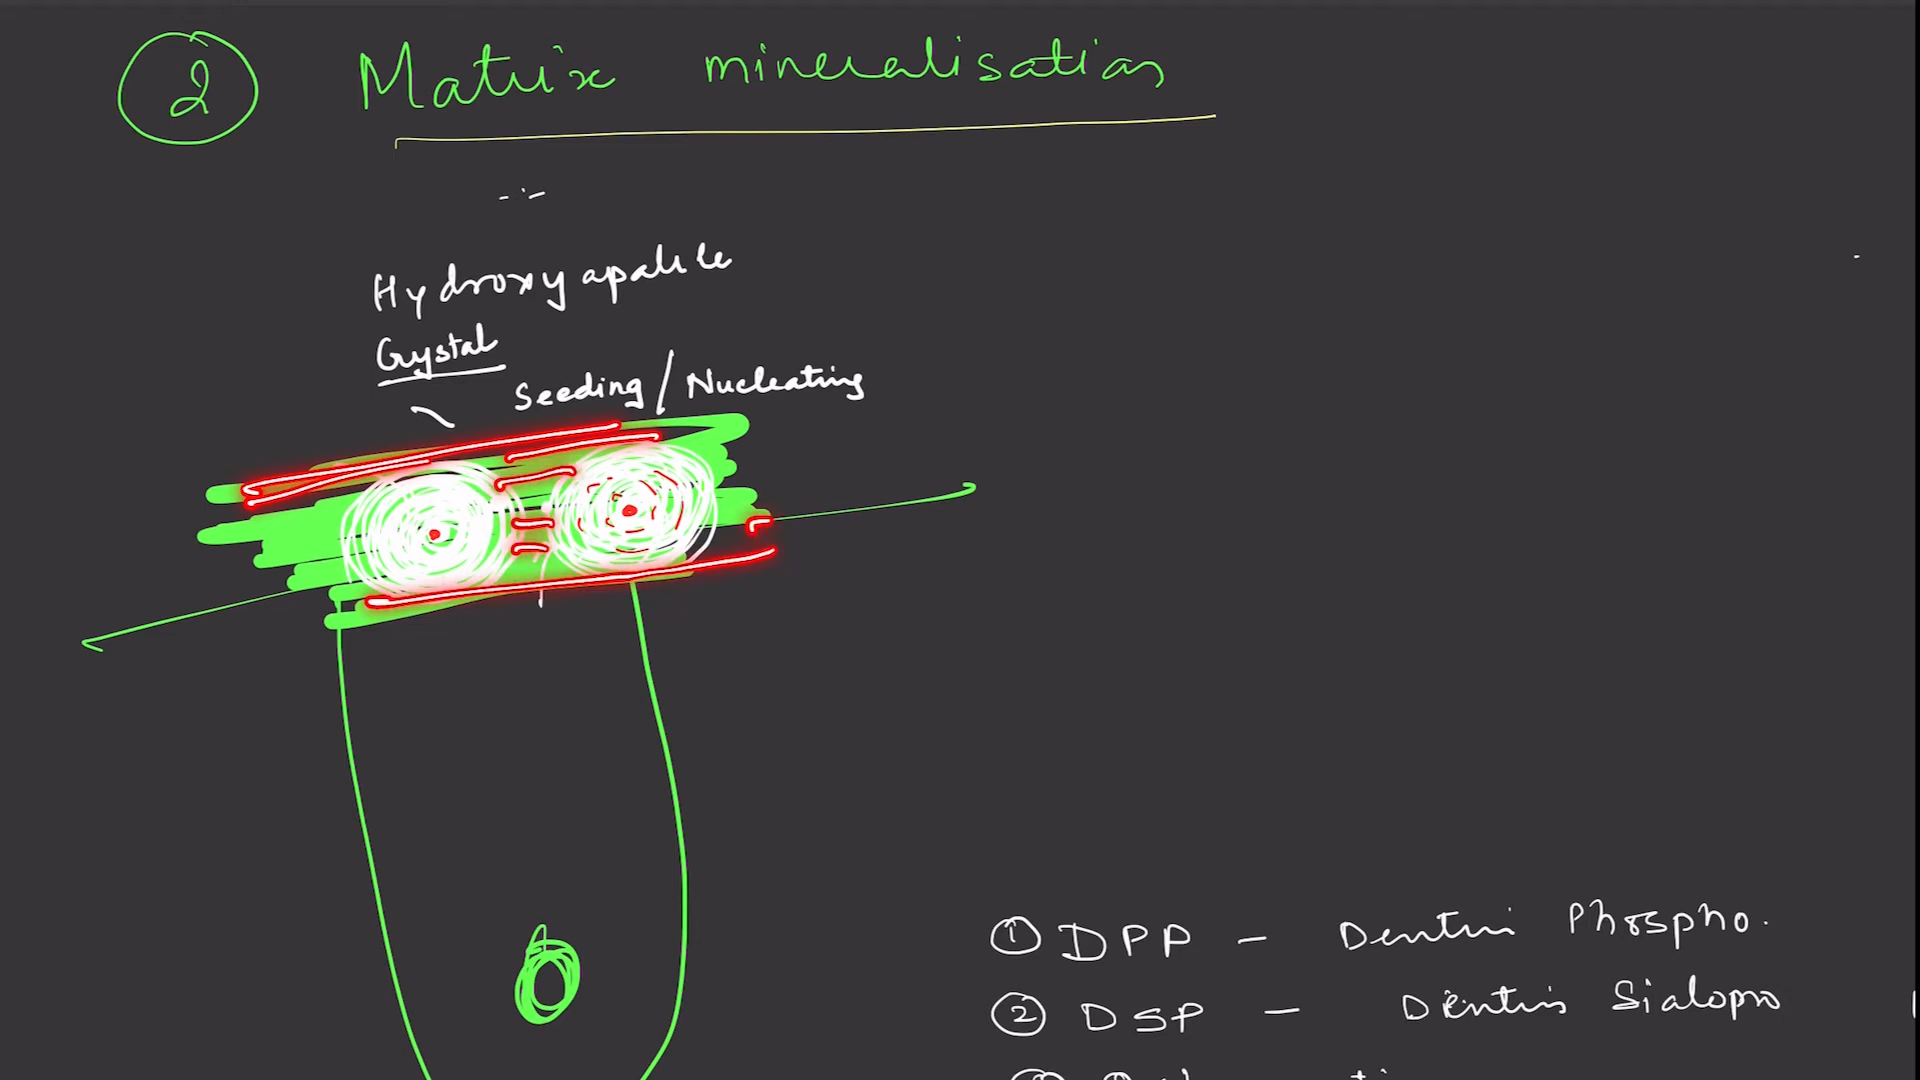 2 Matrix mineralisation
Hydroxyapatite
Crystal
Seeding / Nucleating
① DPP - Dentin Phospho.
② DSP - Dentin Sialopro